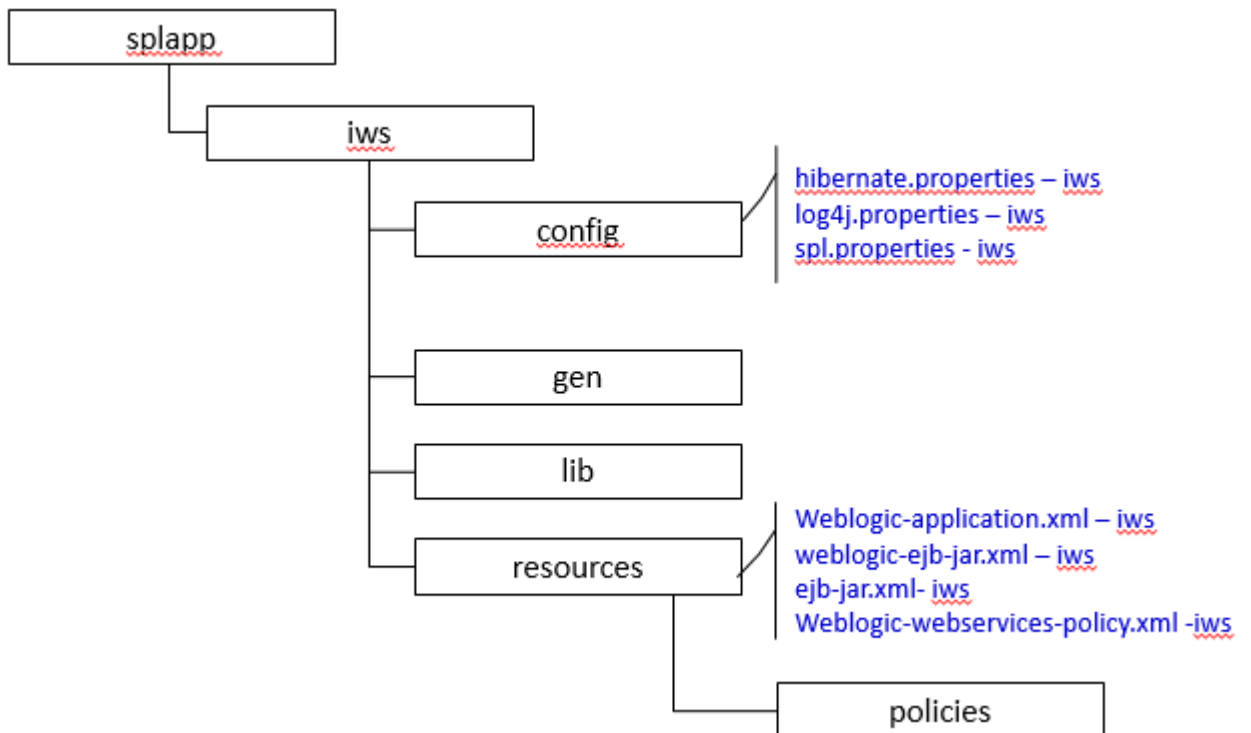 splapp
iws
config
hibernate.properties – iws
log4j.properties – iws
spl.properties - iws
gen
lib
resources
Weblogic-application.xml – iws
weblogic-ejb-jar.xml – iws
ejb-jar.xml- iws
Weblogic-webservices-policy.xml -iws
policies